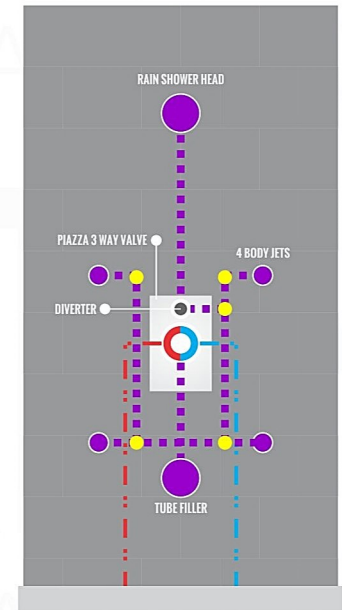 RAIN SHOWER HEAD
PIAZZA 3 WAY VALVE
4 BODY JETS
DIVERTER
TUBE FILLER